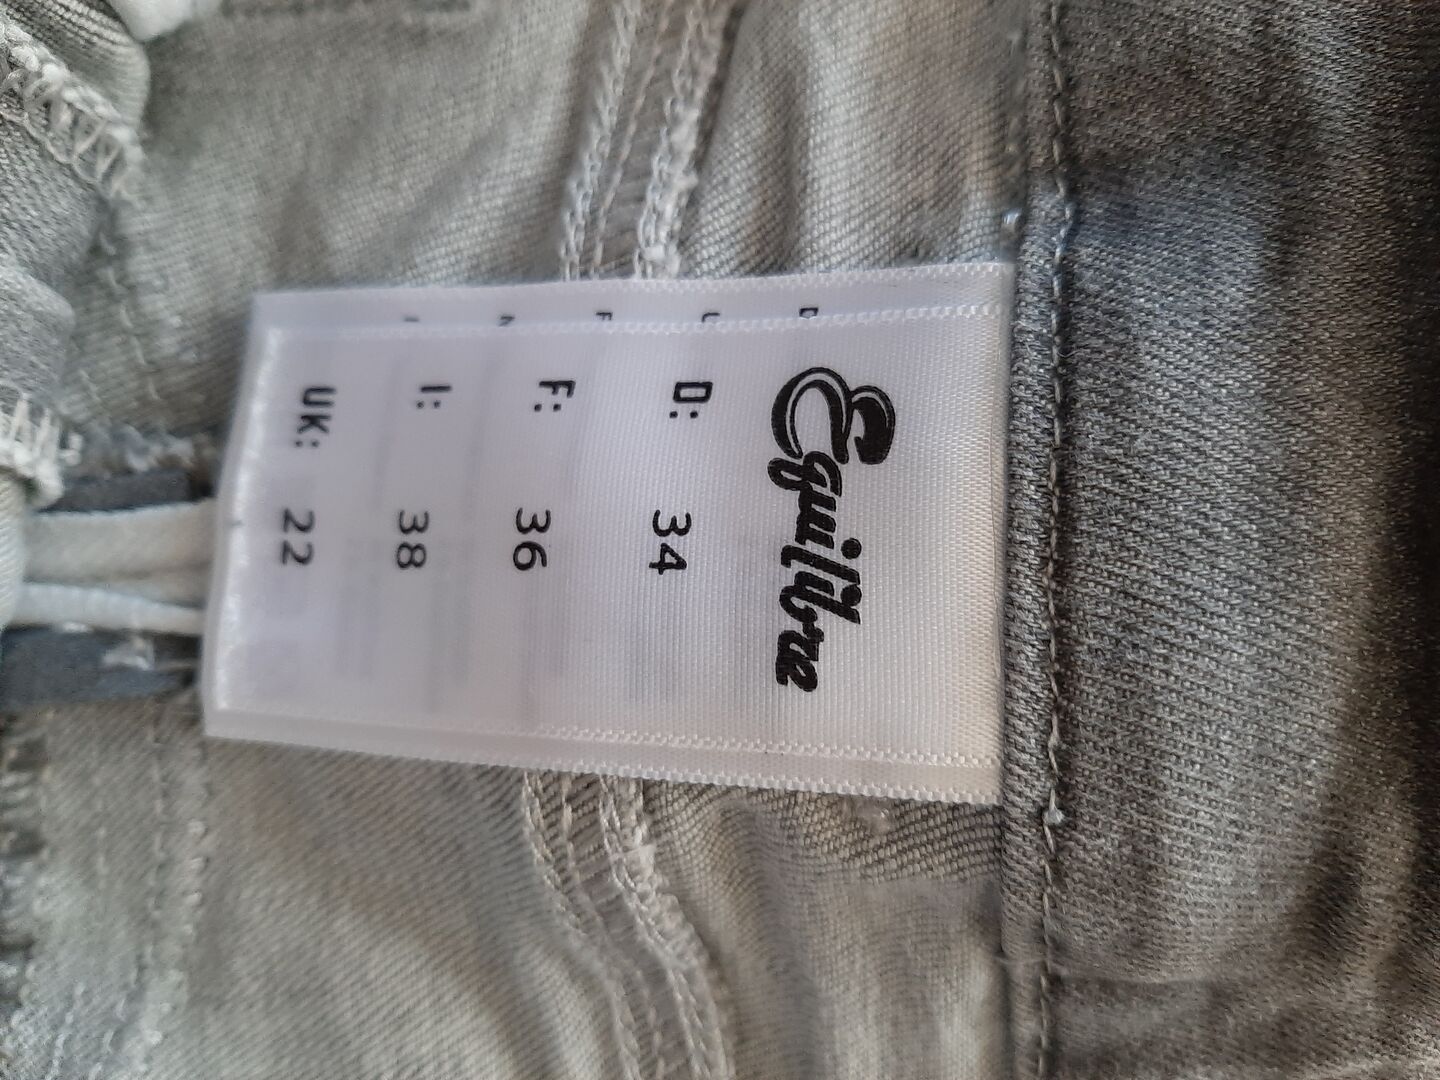 Equilibre
D: 34
F: 36
I: 38
UK: 22